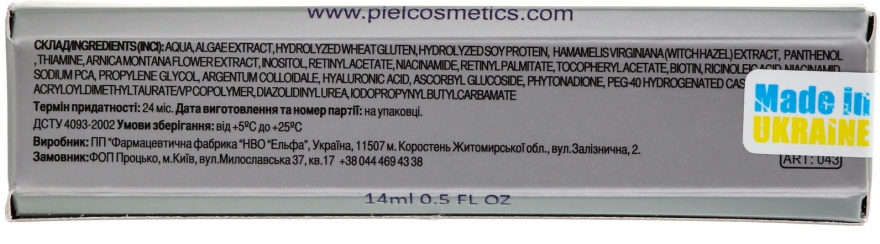 www.pielcosmetics.com
СКЛАД/INGREDIENTS (INCI): AQUA, ALGAE EXTRACT, HYDROLYZED WHEAT GLUTEN, HYDROLYZED SOY PROTEIN, HAMAMELIS VIRGINIANA (WITCH HAZEL) EXTRACT, PANTHENOL
, THIAMINE, ARNICA MONTANA FLOWER EXTRACT, INOSITOL, RETINYL ACETATE, NIACINAMIDE, RETINYL PALMITATE, TOCOPHERYL ACETATE, BIOTIN, RICINOLEIC ACID, NIACINAMID
SODIUM PCA, PROPYLENE GLYCOL, ARGENTUM COLLOIDALE, HYALURONIC ACID, ASCORBYL GLUCOSIDE, PHYTONADIONE, PEG-40 HYDROGENATED CAS
ACRYLOYLDIMETHYLTAURATE/VP COPOLYMER, DIAZOLIDINYL UREA, IODOPROPYNYL BUTYLCARBAMATE
Термін придатності: 24 міс. Дата виготовлення та номер партії: на упаковці.
ДСТУ 4093-2002 Умови зберігання: від +5ºС до +25ºС
Виробник: ПП "Фармацевтична фабрика "НВО "Ельфа", Україна, 11507 м. Коростень Житомирської обл., вул.Залізнична, 2.
Замовник: ФОП Процько, м.Київ, вул.Милославська 37, кв.17 +38 044 469 43 38
Made in
UKRAINE
ART: 043
14ml 0.5 FL OZ